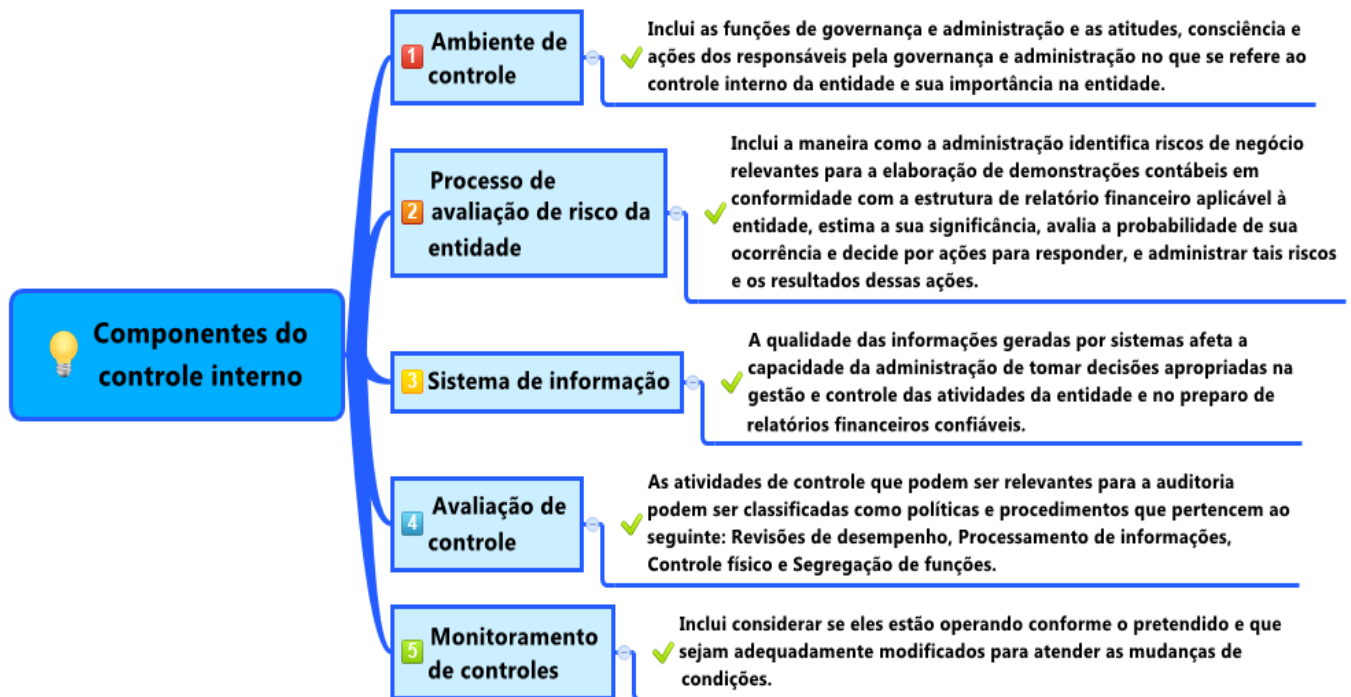 Componentes do
controle interno
1 Ambiente de
controle
Inclui as funções de governança e administração e as atitudes, consciência e
ações dos responsáveis pela governança e administração no que se refere ao
controle interno da entidade e sua importância na entidade.
2 Processo de
avaliação de risco da
entidade
Inclui a maneira como a administração identifica riscos de negócio
relevantes para a elaboração de demonstrações contábeis em
conformidade com a estrutura de relatório financeiro aplicável à
entidade, estima a sua significância, avalia a probabilidade de sua
ocorrência e decide por ações para responder, e administrar tais riscos
e os resultados dessas ações.
3 Sistema de informação
A qualidade das informações geradas por sistemas afeta a
capacidade da administração de tomar decisões apropriadas na
gestão e controle das atividades da entidade e no preparo de
relatórios financeiros confiáveis.
4 Avaliação de
controle
As atividades de controle que podem ser relevantes para a auditoria
podem ser classificadas como políticas e procedimentos que pertencem ao
seguinte: Revisões de desempenho, Processamento de informações,
Controle físico e Segregação de funções.
5 Monitoramento
de controles
Inclui considerar se eles estão operando conforme o pretendido e que
sejam adequadamente modificados para atender as mudanças de
condições.